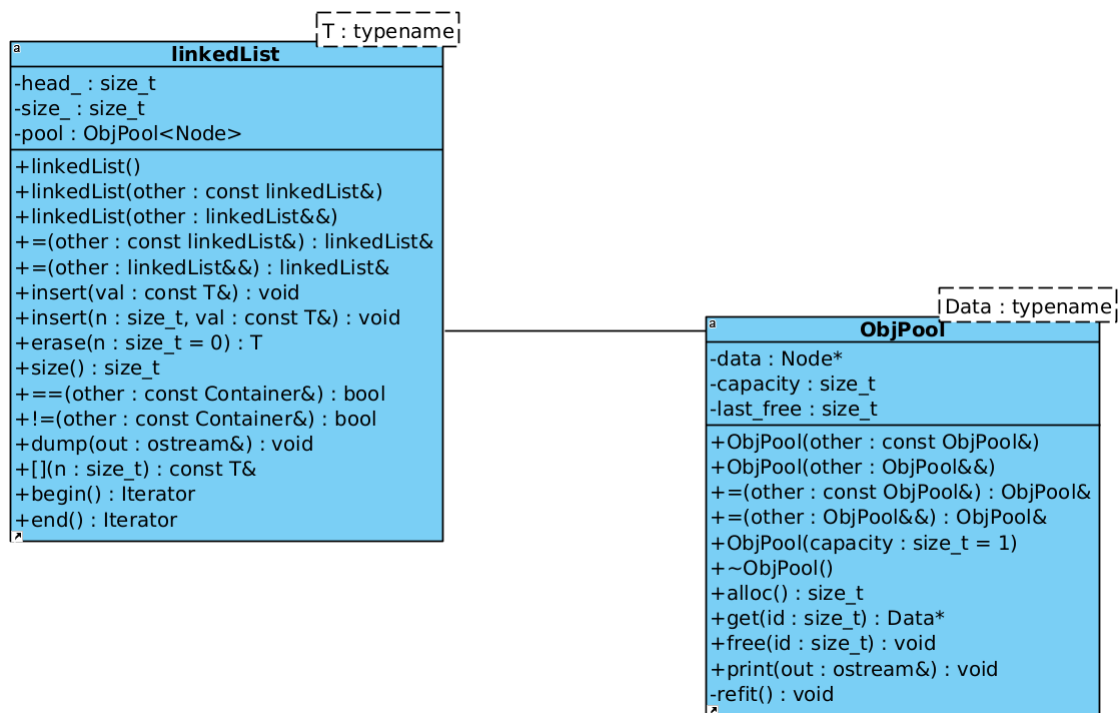 T : typename
a
linkedList
-head_ : size_t
-size_ : size_t
-pool : ObjPool<Node>
+linkedList()
+linkedList(other : const linkedList&)
+linkedList(other : linkedList&&)
+=(other : const linkedList&) : linkedList&
+=(other : linkedList&&) : linkedList&
+insert(val : const T&) : void
+insert(n : size_t, val : const T&) : void
+erase(n : size_t = 0) : T
+size() : size_t
+==(other : const Container&) : bool
+!=(other : const Container&) : bool
+dump(out : ostream&) : void
+[](n : size_t) : const T&
+begin() : Iterator
+end() : Iterator
Data : typename
a
ObjPool
-data : Node*
-capacity : size_t
-last_free : size_t
+ObjPool(other : const ObjPool&)
+ObjPool(other : ObjPool&&)
+=(other : const ObjPool&) : ObjPool&
+=(other : ObjPool&&) : ObjPool&
+ObjPool(capacity : size_t = 1)
+~ObjPool()
+alloc() : size_t
+get(id : size_t) : Data*
+free(id : size_t) : void
+print(out : ostream&) : void
-refit() : void